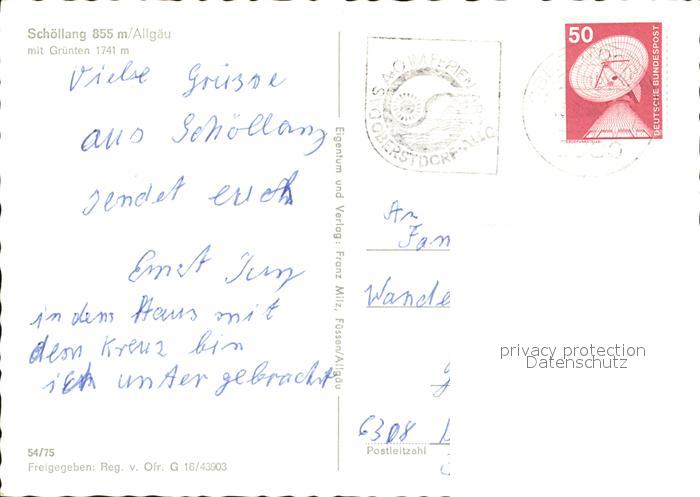 Schöllang 855 m/Allgäu
mit Grünten 1741 m
Viele Grüsse
aus Schöllang
sendet euch
Ernst
in dem Haus mit
dem Kreuz bin
ich unter gebracht
54/75
Freigegeben: Reg. v. Ofr. G 16/43903
Eigentum und Verlag: Franz Milz, Füssen/Allgäu
OBERSTDORF
50
DEUTSCHE BUNDESPOST
An
Fam
Wande
6308
Postleitzahl
privacy protection
Datenschutz